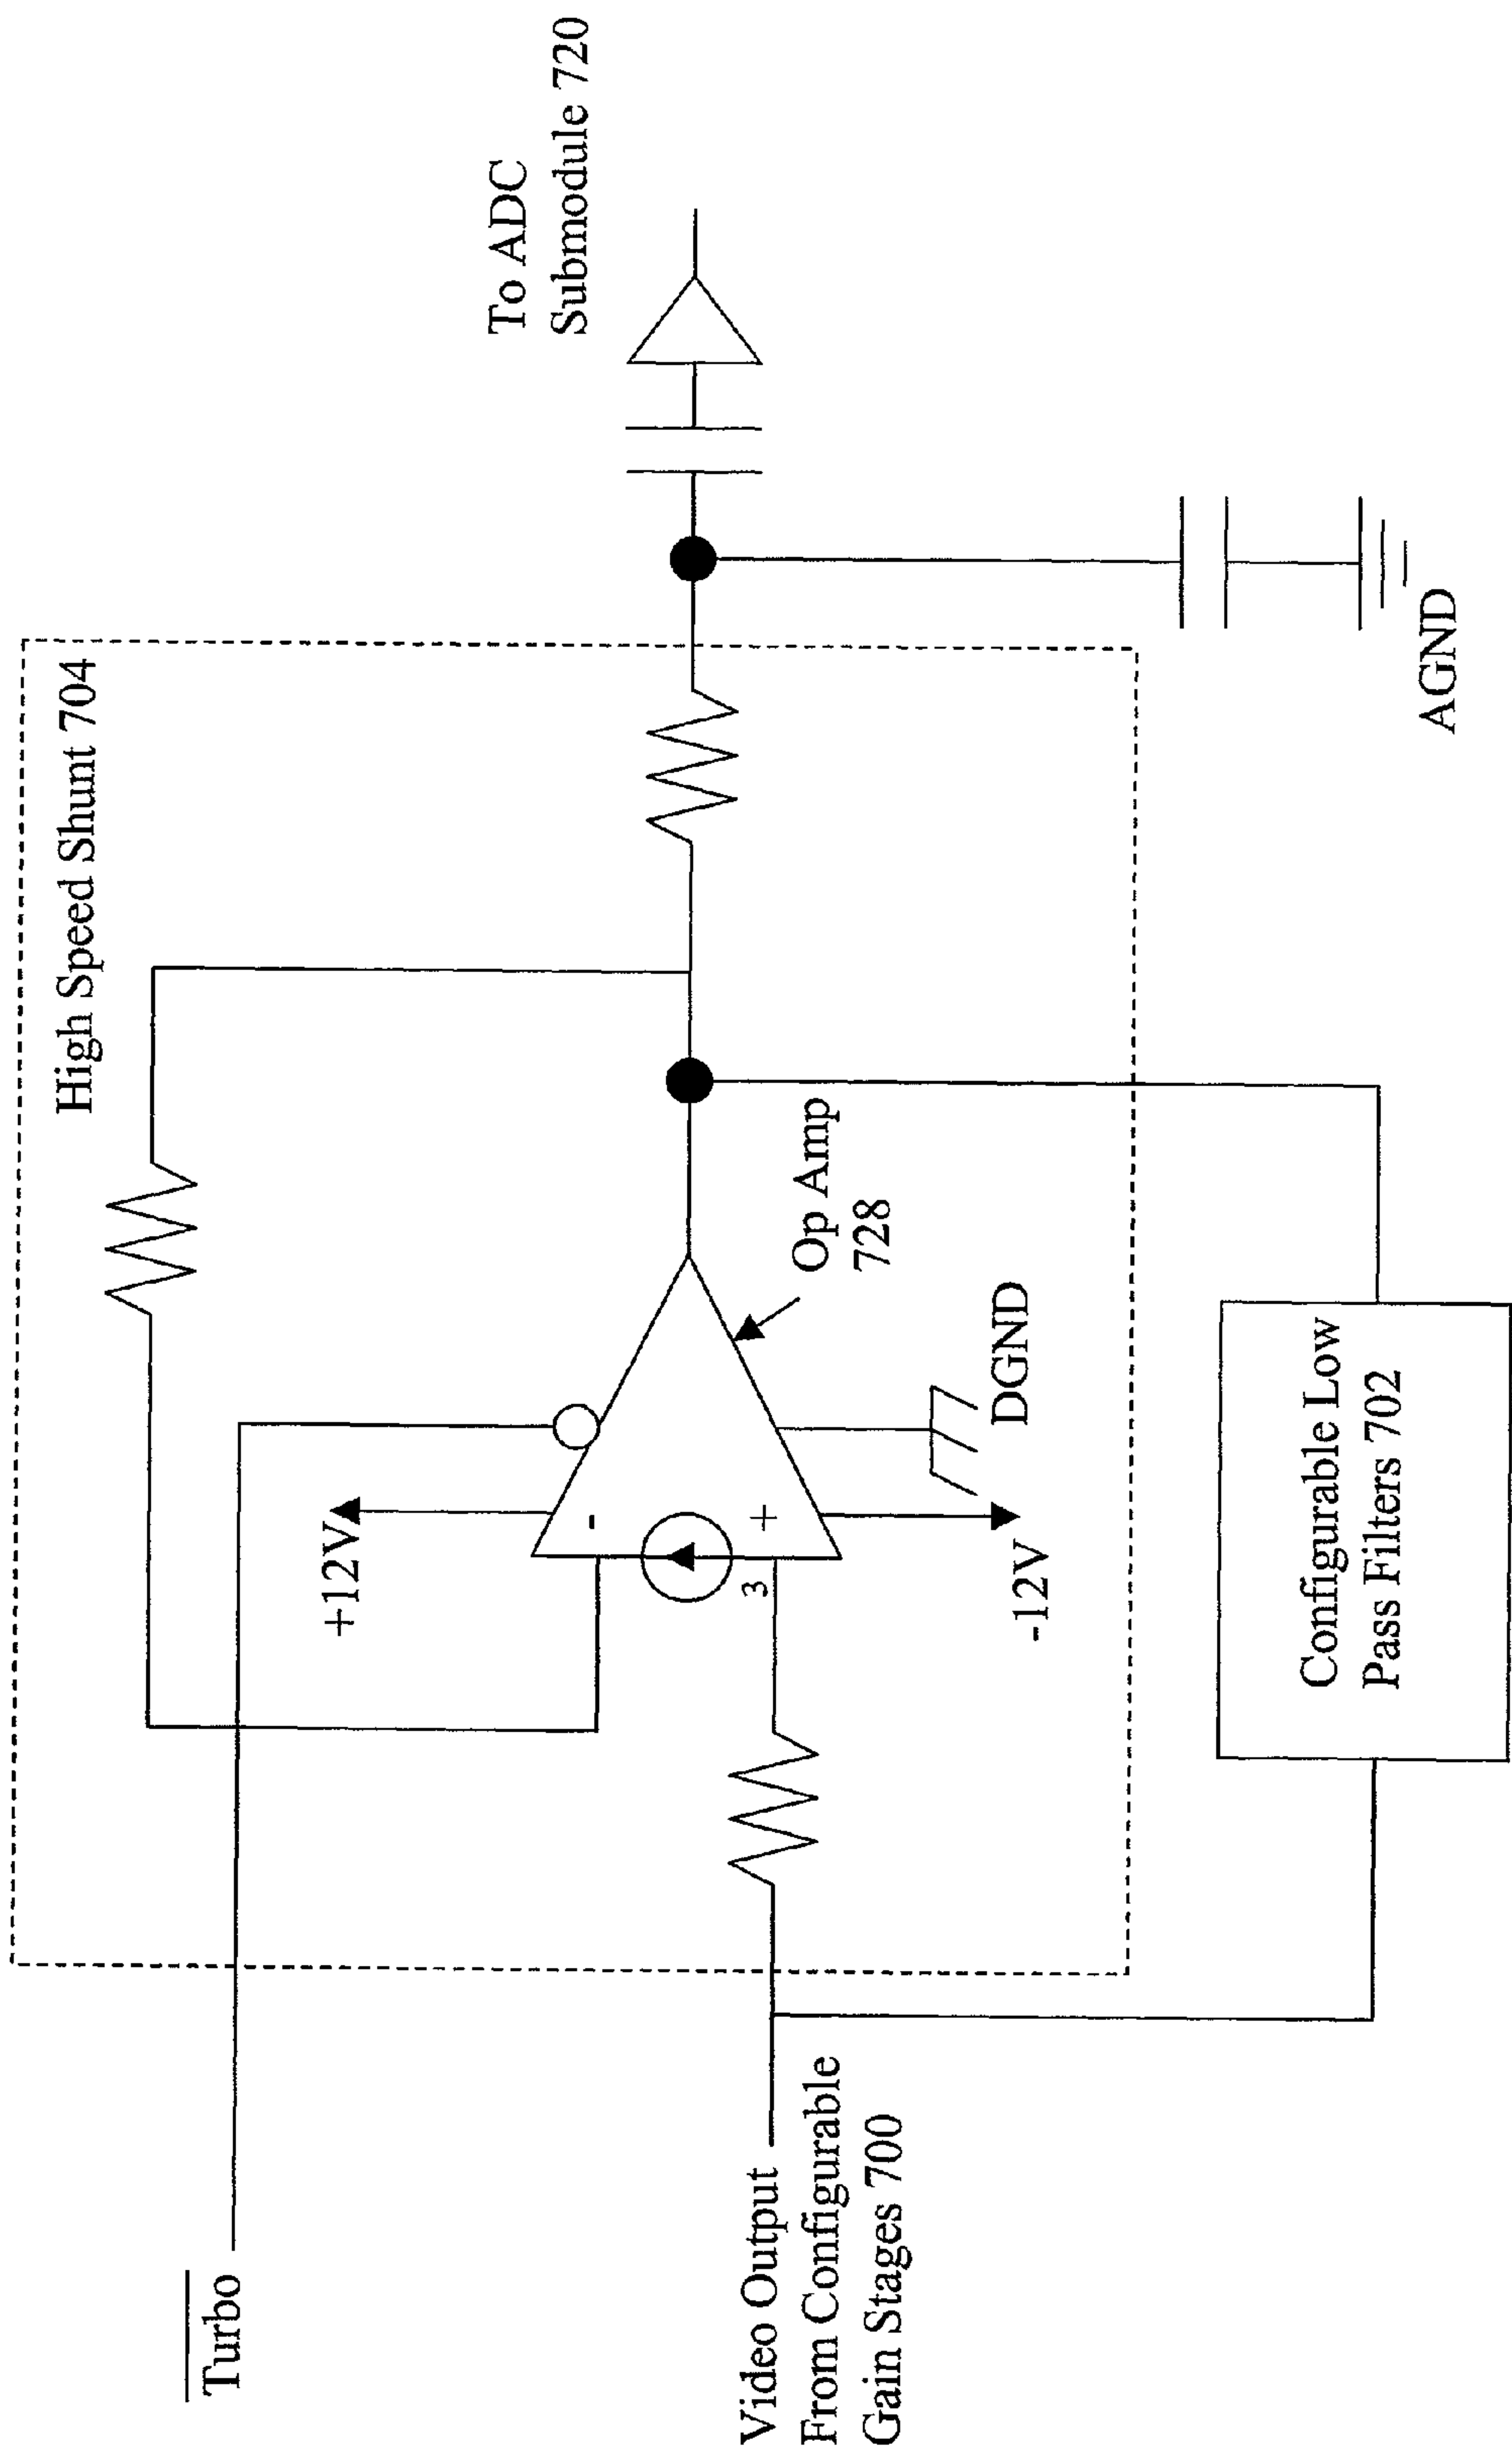 High Speed Shunt 704
To ADC
Submodule 720
Turbo
+12V
-
+
3
Op Amp
728
DGND
-12V
Video Output
From Configurable
Gain Stages 700
Configurable Low
Pass Filters 702
AGND